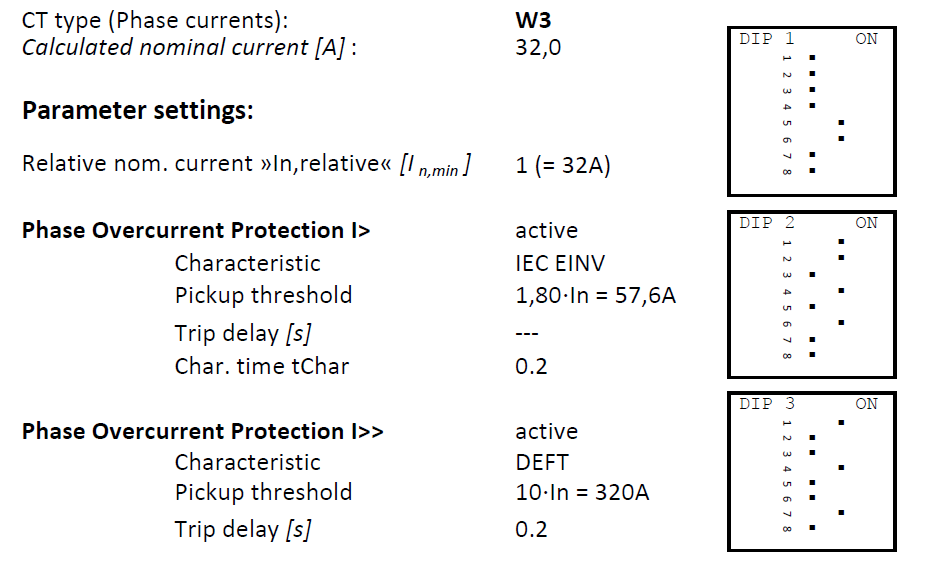 CT type (Phase currents): W3
Calculated nominal current [A] : 32,0
Parameter settings:
Relative nom. current »In,relative« [I n,min ] 1 (= 32A)
Phase Overcurrent Protection I> active
Characteristic IEC EINV
Pickup threshold 1,80·In = 57,6A
Trip delay [s] ---
Char. time tChar 0.2
Phase Overcurrent Protection I>> active
Characteristic DEFT
Pickup threshold 10·In = 320A
Trip delay [s] 0.2
DIP 1 ON
1
2
3
4
5
6
7
8
DIP 2 ON
1
2
3
4
5
6
7
8
DIP 3 ON
1
2
3
4
5
6
7
8